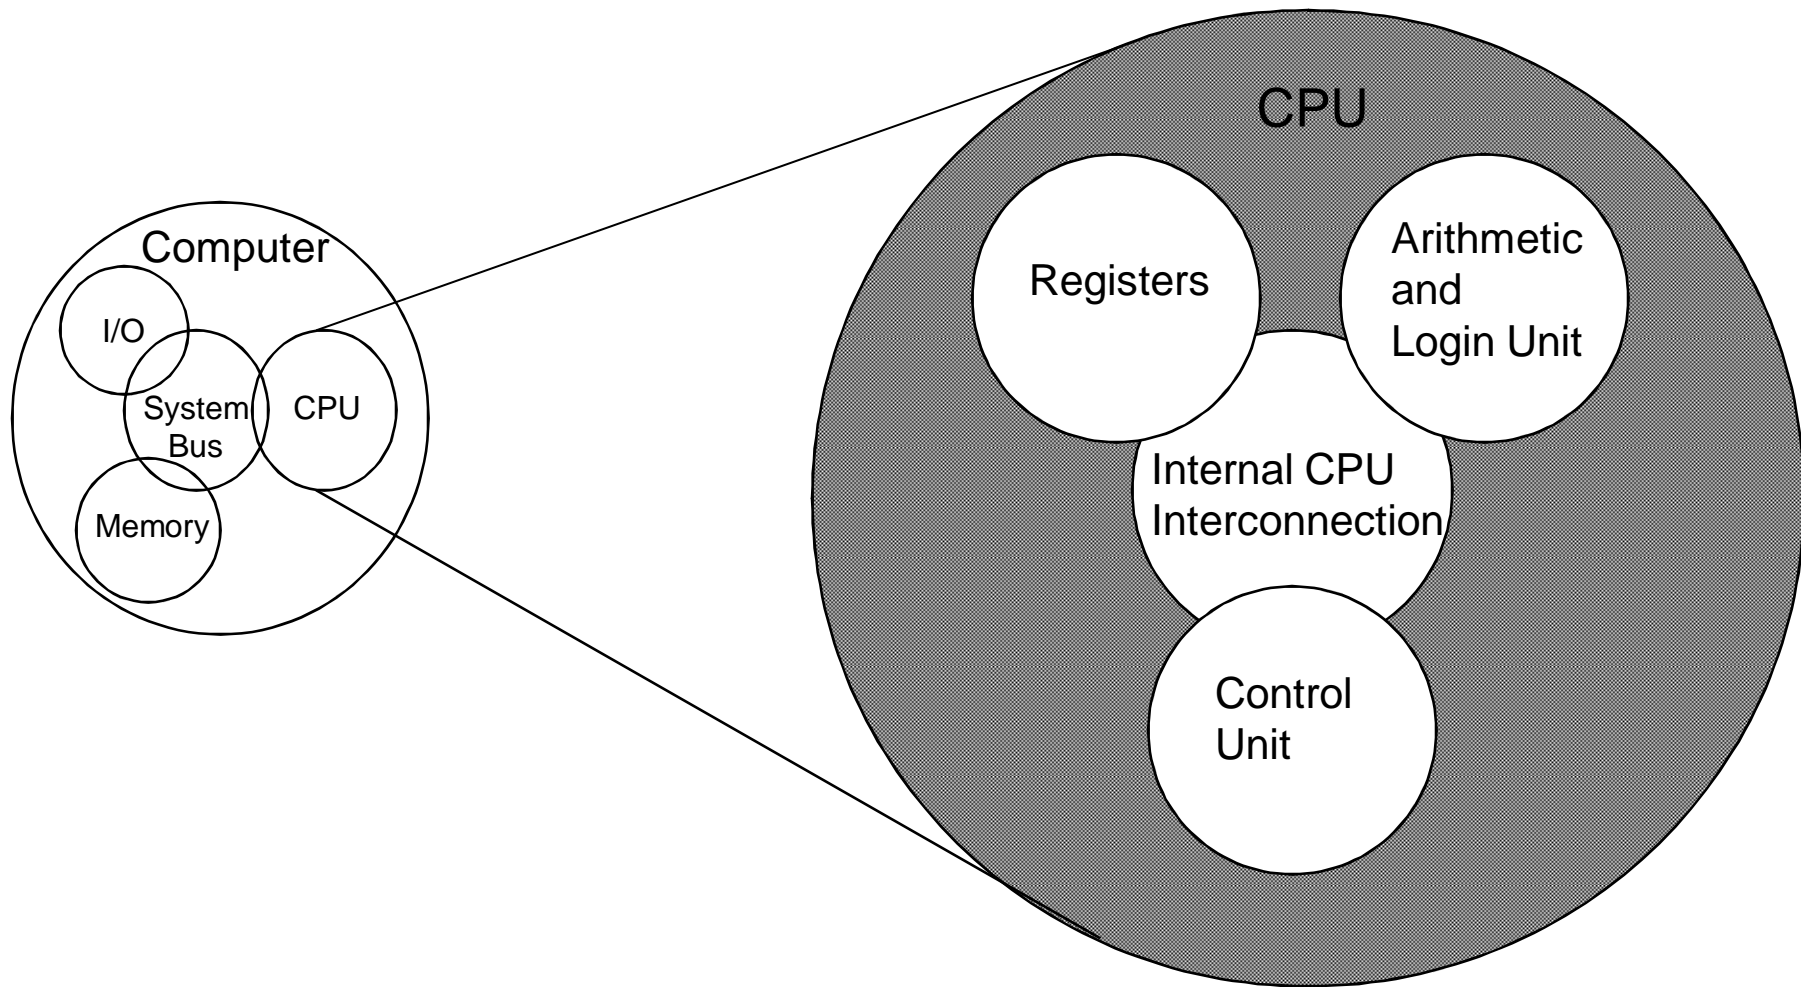 Computer
I/O
System
Bus
CPU
Memory
CPU
Registers
Arithmetic
and
Login Unit
Internal CPU
Interconnection
Control
Unit